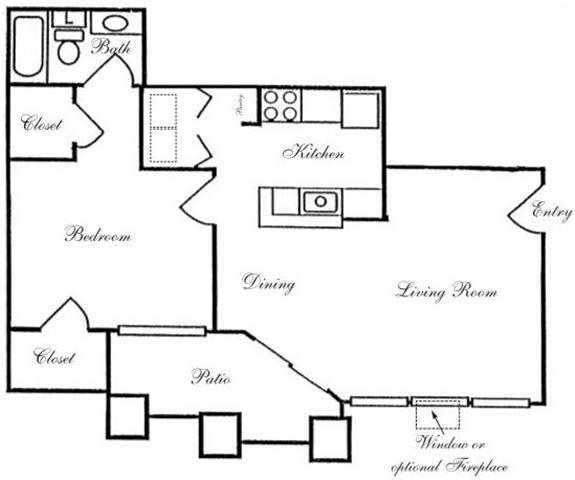 Bath
Closet
Pantry
Kitchen
Entry
Bedroom
Dining
Living Room
Closet
Patio
Window or
optional Fireplace